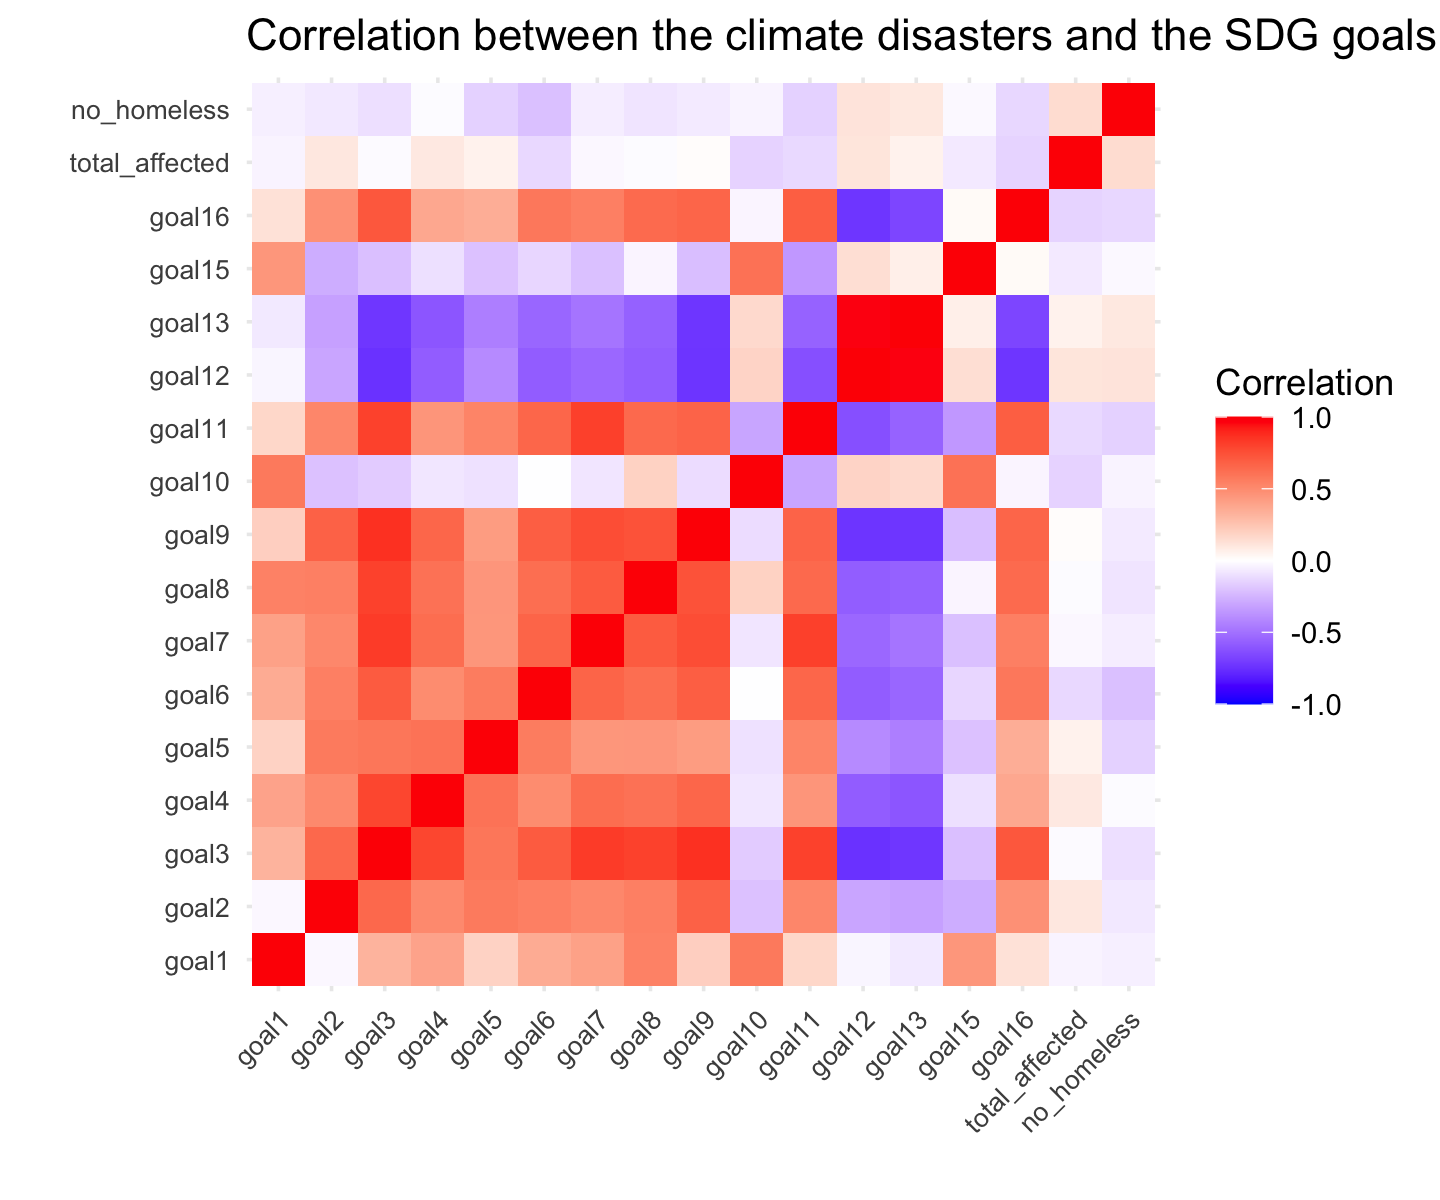 Correlation between the climate disasters and the SDG goals
no_homeless
total_affected
goal16
goal15
goal13
goal12
goal11
goal10
goal9
goal8
goal7
goal6
goal5
goal4
goal3
goal2
goal1
goal1
goal2
goal3
goal4
goal5
goal6
goal7
goal8
goal9
goal10
goal11
goal12
goal13
goal15
goal16
total_affected
no_homeless
Correlation
1.0
0.5
0.0
-0.5
-1.0